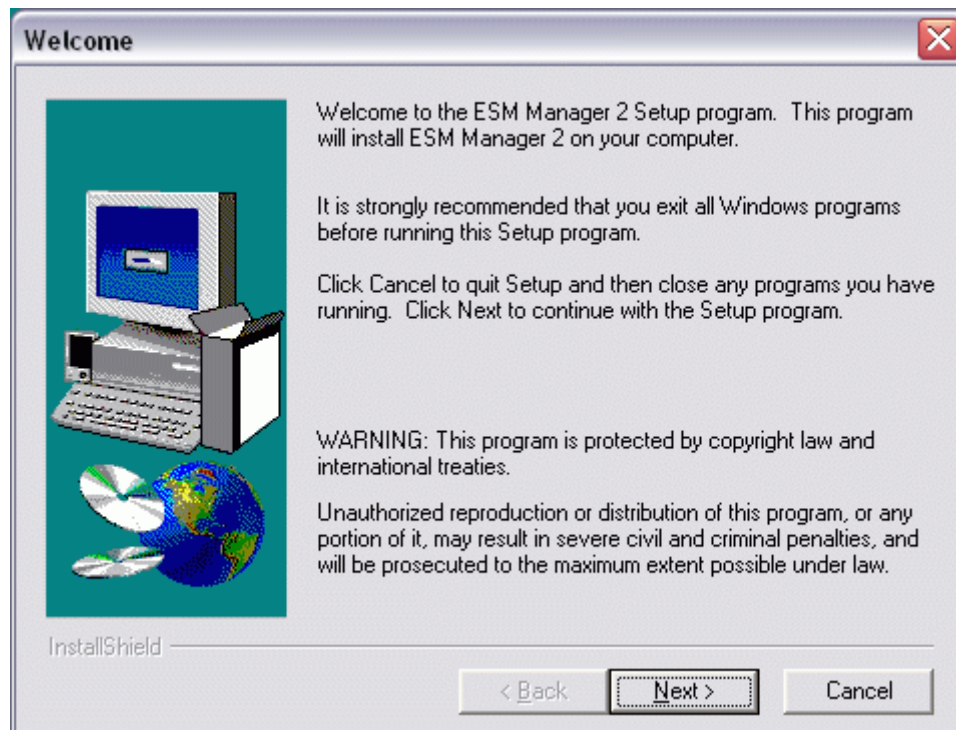 Welcome
Welcome to the ESM Manager 2 Setup program. This program
will install ESM Manager 2 on your computer.
It is strongly recommended that you exit all Windows programs
before running this Setup program.
Click Cancel to quit Setup and then close any programs you have
running. Click Next to continue with the Setup program.
WARNING: This program is protected by copyright law and
international treaties.
Unauthorized reproduction or distribution of this program, or any
portion of it, may result in severe civil and criminal penalties, and
will be prosecuted to the maximum extent possible under law.
InstallShield
< Back Next > Cancel